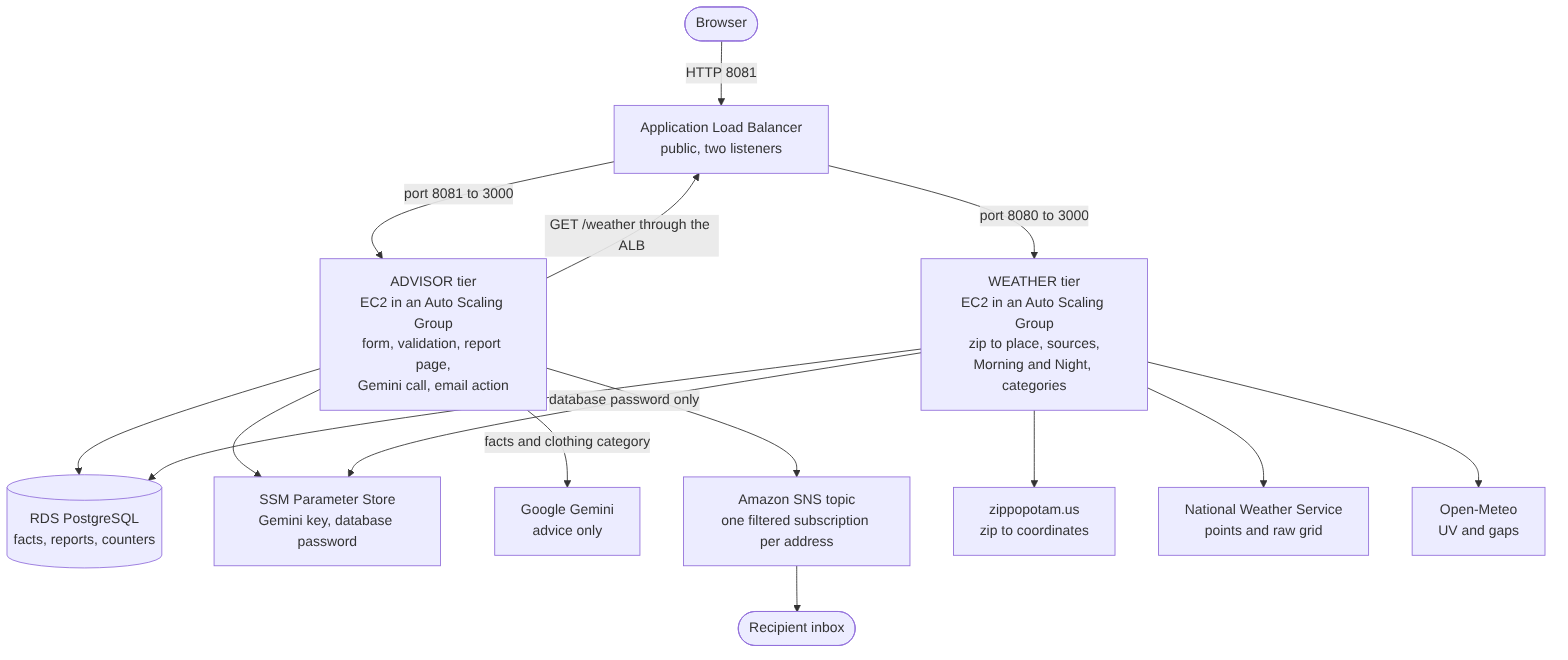 Browser
HTTP 8081
Application Load Balancer
public, two listeners
port 8081 to 3000
GET /weather through the
ALB
port 8080 to 3000
ADVISOR tier
EC2 in an Auto Scaling
Group
form, validation, report
page,
Gemini call, email action
WEATHER tier
EC2 in an Auto Scaling
Group
zip to place, sources,
Morning and Night,
categories
database password only
facts and clothing category
RDS PostgreSQL
facts, reports, counters
SSM Parameter Store
Gemini key, database
password
Google Gemini
advice only
Amazon SNS topic
one filtered subscription
per address
zippopotam.us
zip to coordinates
National Weather Service
points and raw grid
Open-Meteo
UV and gaps
Recipient inbox